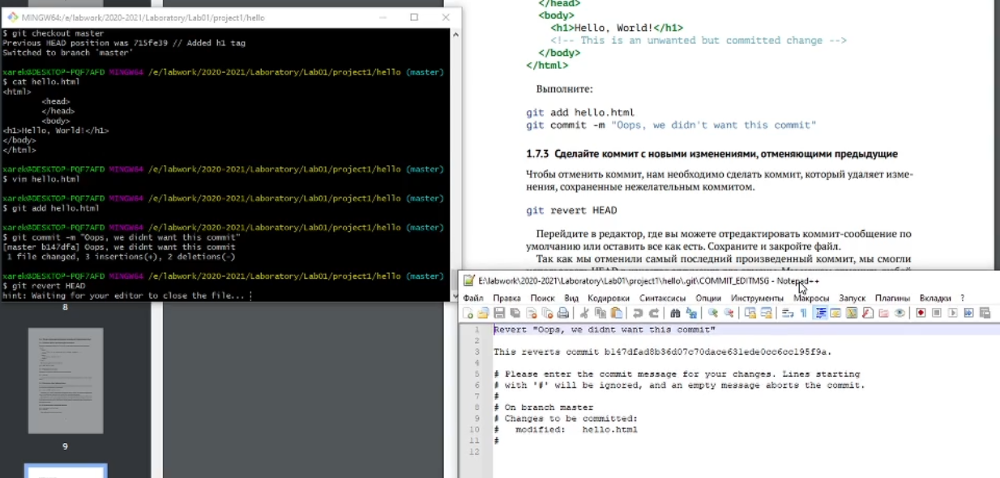 MINGW64:/e/labwork/2020-2021/Laboratory/Lab01/project1/hello
$ git checkout master
Previous HEAD position was 715fe39 // Added h1 tag
Switched to branch 'master'
xarek@DESKTOP-PQF7AFD MINGW64 /e/labwork/2020-2021/Laboratory/Lab01/project1/hello (master)
$ cat hello.html
<html>
<head>
</head>
<body>
<h1>Hello, World!</h1>
</body>
</html>
xarek@DESKTOP-PQF7AFD MINGW64 /e/labwork/2020-2021/Laboratory/Lab01/project1/hello (master)
$ vim hello.html
xarek@DESKTOP-PQF7AFD MINGW64 /e/labwork/2020-2021/Laboratory/Lab01/project1/hello (master)
$ git add hello.html
xarek@DESKTOP-PQF7AFD MINGW64 /e/labwork/2020-2021/Laboratory/Lab01/project1/hello (master)
$ git commit -m "Oops, we didnt want this commit"
[master b147dfa] Oops, we didnt want this commit
1 file changed, 3 insertions(+), 2 deletions(-)
xarek@DESKTOP-PQF7AFD MINGW64 /e/labwork/2020-2021/Laboratory/Lab01/project1/hello (master)
$ git revert HEAD
hint: Waiting for your editor to close the file...
8
9
</head>
<body>
<h1>Hello, World!</h1>
<!-- This is an unwanted but committed change -->
</body>
</html>
Выполните:
git add hello.html
git commit -m "Oops, we didn't want this commit"
1.7.3 Сделайте коммит с новыми изменениями, отменяющими предыдущие
Чтобы отменить коммит, нам необходимо сделать коммит, который удаляет изме-
нения, сохраненные нежелательным коммитом.
git revert HEAD
Перейдите в редактор, где вы можете отредактировать коммит-сообщение по
умолчанию или оставить все как есть. Сохраните и закройте файл.
Так как мы отменили самый последний произведенный коммит, мы смогли
E:\labwork\2020-2021\Laboratory\Lab01\project1\hello\.git\COMMIT_EDITMSG - Notepad++
Файл Правка Поиск Вид Кодировки Синтаксисы Опции Инструменты Макросы Запуск Плагины Вкладки ?
1 Revert "Oops, we didnt want this commit"
2
3 This reverts commit b147dfad8b36d07c70dace631ede0cc6cc195f9a.
4
5 # Please enter the commit message for your changes. Lines starting
6 # with '#' will be ignored, and an empty message aborts the commit.
7 #
8 # On branch master
9 # Changes to be committed:
10 # modified: hello.html
11 #
12